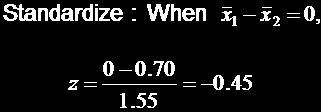 Standardize : When x̄₁ − x̄₂ = 0,
z = (0 − 0.70) / 1.55 = −0.45